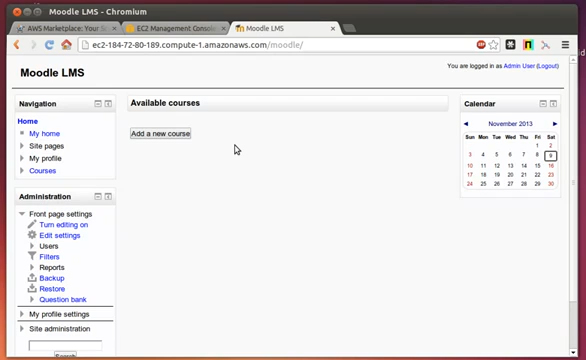 Moodle LMS - Chromium
AWS Marketplace: Your S
EC2 Management Consol
Moodle LMS
ec2-184-72-80-189.compute-1.amazonaws.com/moodle/
Moodle LMS
You are logged in as Admin User (Logout)
Navigation
Home
My home
Site pages
My profile
Courses
Administration
Front page settings
Turn editing on
Edit settings
Users
Filters
Reports
Backup
Restore
Question bank
My profile settings
Site administration
Search
Available courses
Add a new course
Calendar
November 2013
Sun Mon Tue Wed Thu Fri Sat
1 2
3 4 5 6 7 8 9
10 11 12 13 14 15 16
17 18 19 20 21 22 23
24 25 26 27 28 29 30